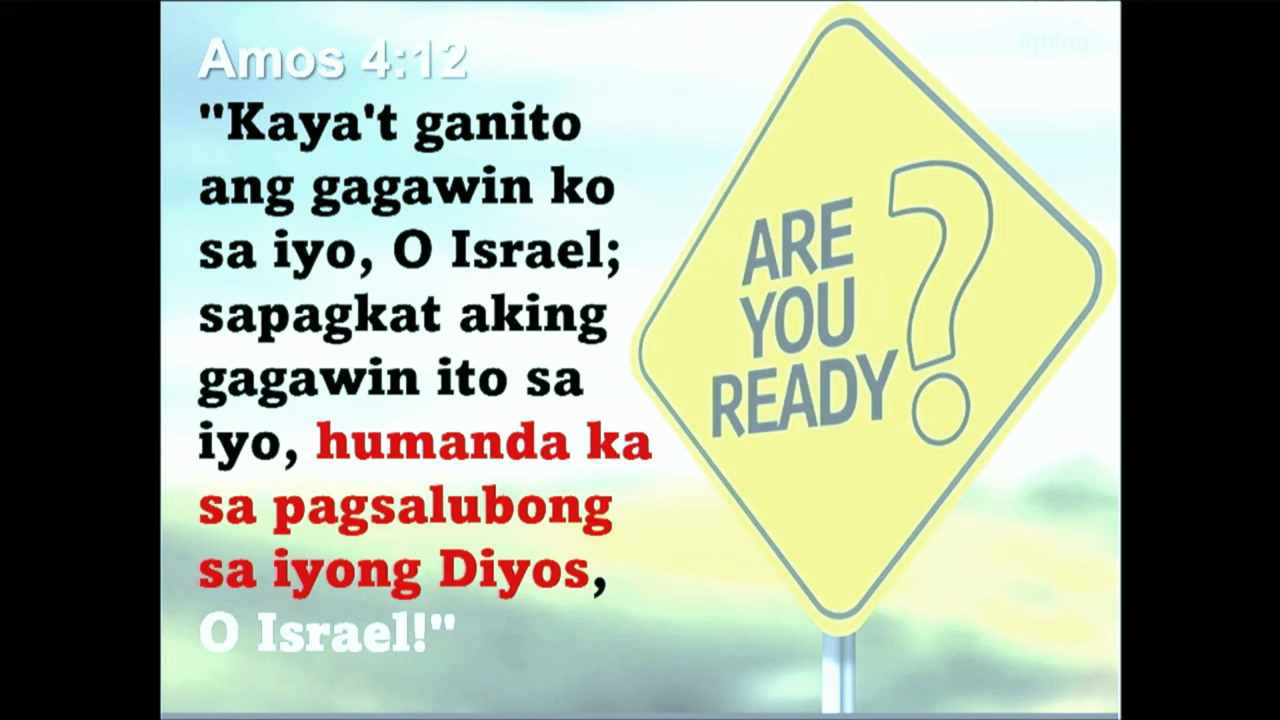 Amos 4:12
"Kaya't ganito
ang gagawin ko
sa iyo, O Israel;
sapagkat aking
gagawin ito sa
iyo, humanda ka
sa pagsalubong
sa iyong Diyos,
O Israel!"
ARE
YOU
READY?